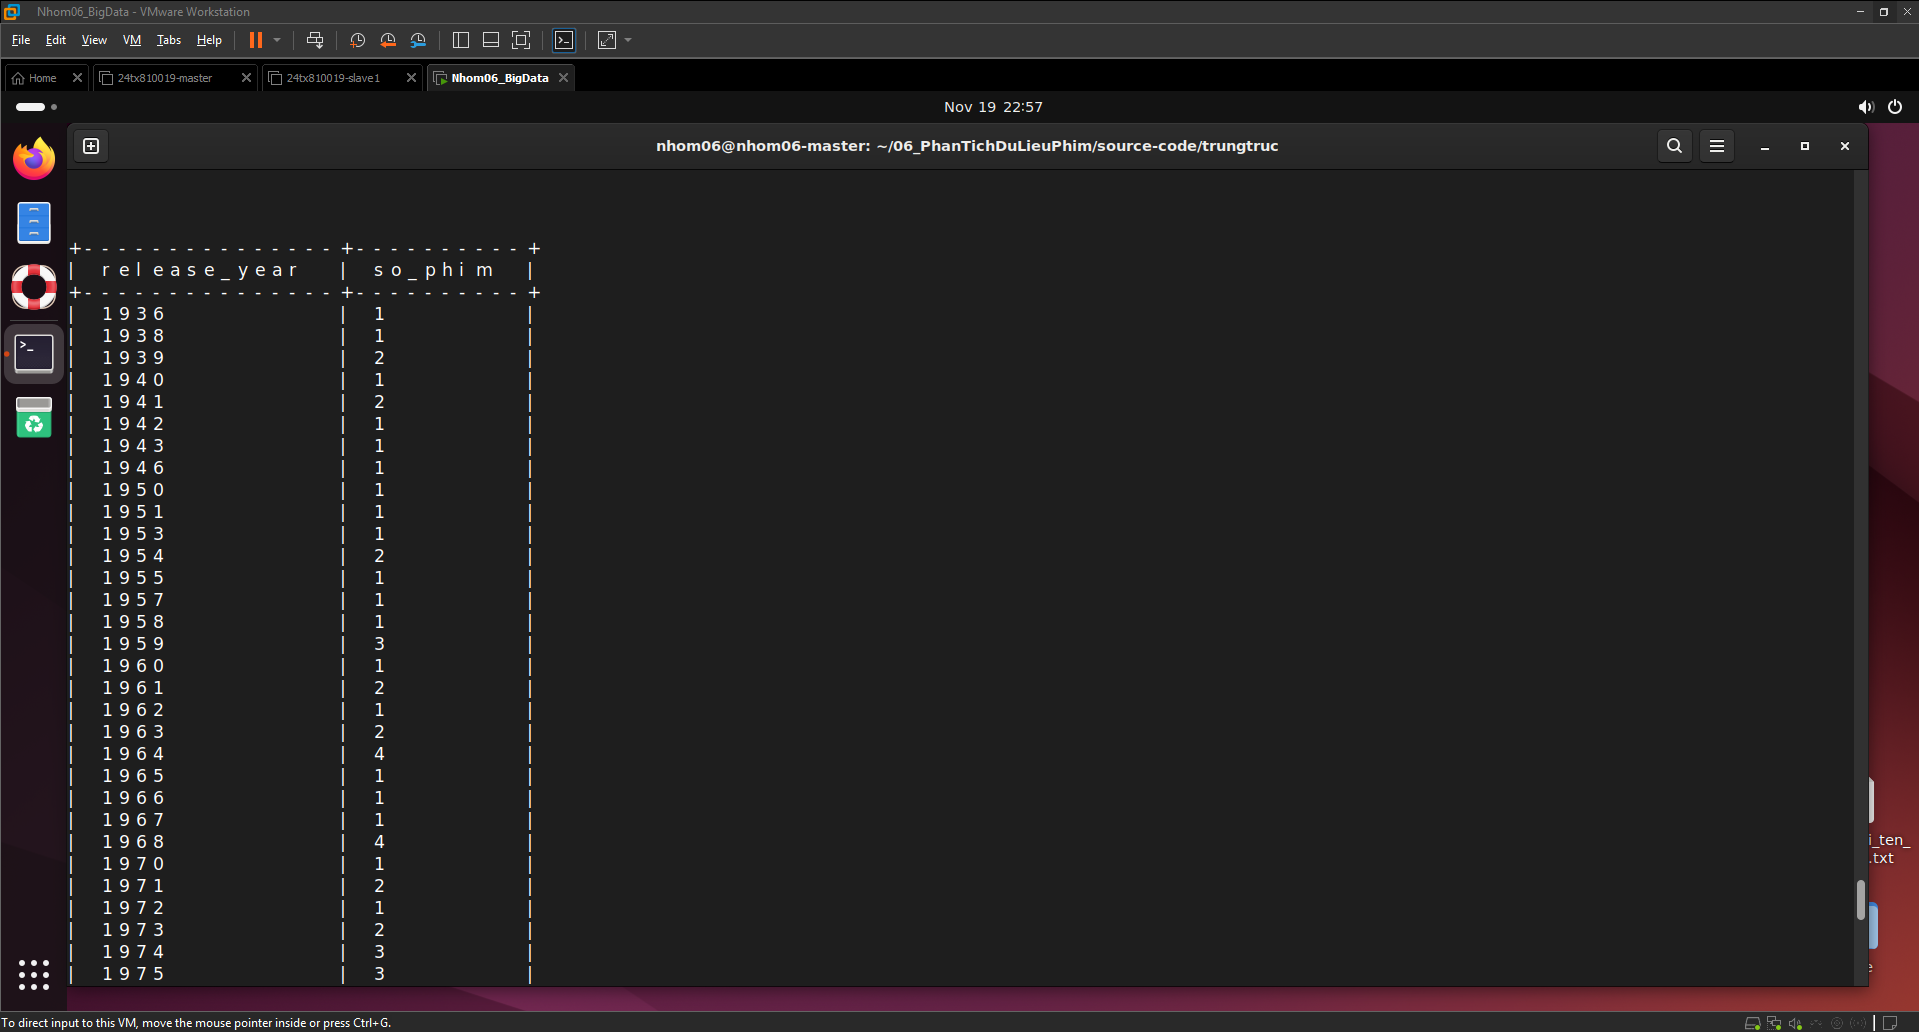 Nhom06_BigData - VMware Workstation
File Edit View VM Tabs Help
Home 24tx810019-master 24tx810019-slave1 Nhom06_BigData
Nov 19 22:57
nhom06@nhom06-master: ~/06_PhanTichDuLieuPhim/source-code/trungtruc
+---------------+----------+
| release_year | so_phim |
+---------------+----------+
| 1936 | 1 |
| 1938 | 1 |
| 1939 | 2 |
| 1940 | 1 |
| 1941 | 2 |
| 1942 | 1 |
| 1943 | 1 |
| 1946 | 1 |
| 1950 | 1 |
| 1951 | 1 |
| 1953 | 1 |
| 1954 | 2 |
| 1955 | 1 |
| 1957 | 1 |
| 1958 | 1 |
| 1959 | 3 |
| 1960 | 1 |
| 1961 | 2 |
| 1962 | 1 |
| 1963 | 2 |
| 1964 | 4 |
| 1965 | 1 |
| 1966 | 1 |
| 1967 | 1 |
| 1968 | 4 |
| 1970 | 1 |
| 1971 | 2 |
| 1972 | 1 |
| 1973 | 2 |
| 1974 | 3 |
| 1975 | 3 |
i_ten_
.txt
e
To direct input to this VM, move the mouse pointer inside or press Ctrl+G.